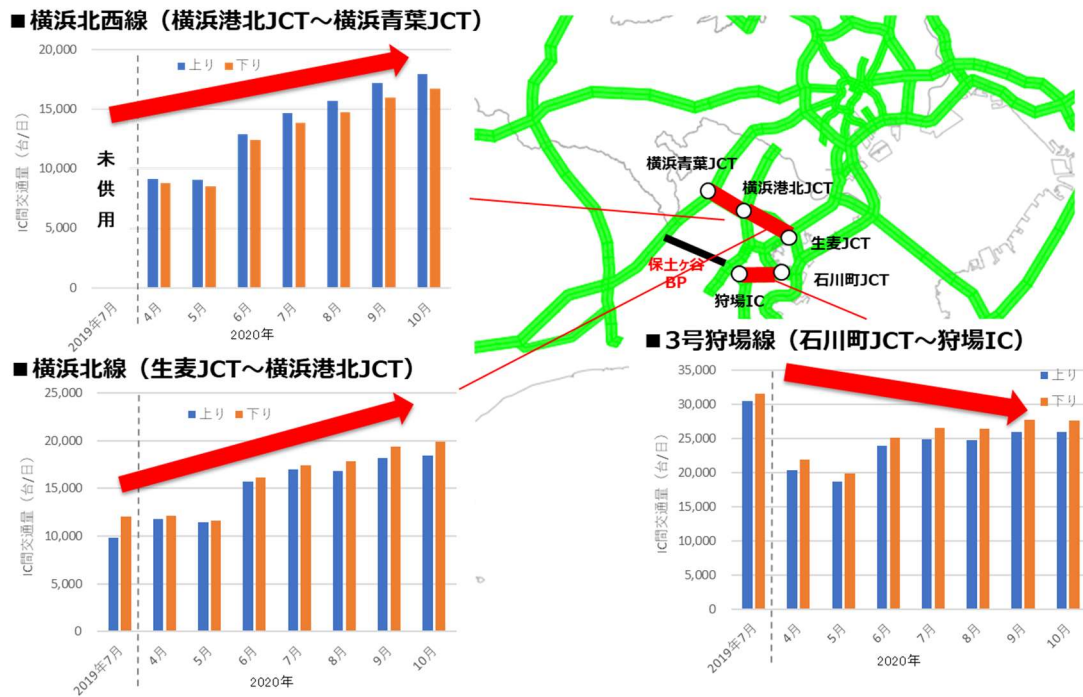 ■横浜北西線（横浜港北JCT～横浜青葉JCT）
20,000
15,000
10,000
5,000
0
IC間交通量（台/日）
上り 下り
未供用
2019年7月 4月 5月 6月 7月 8月 9月 10月
2020年
横浜青葉JCT
横浜港北JCT
生麦JCT
保土ヶ谷
BP
石川町JCT
狩場IC
■横浜北線（生麦JCT～横浜港北JCT）
25,000
20,000
15,000
10,000
5,000
0
IC間交通量（台/日）
上り 下り
2019年7月 4月 5月 6月 7月 8月 9月 10月
2020年
■3号狩場線（石川町JCT～狩場IC）
35,000
30,000
25,000
20,000
15,000
10,000
5,000
0
IC間交通量（台/日）
上り
下り
2019年7月 4月 5月 6月 7月 8月 9月 10月
2020年